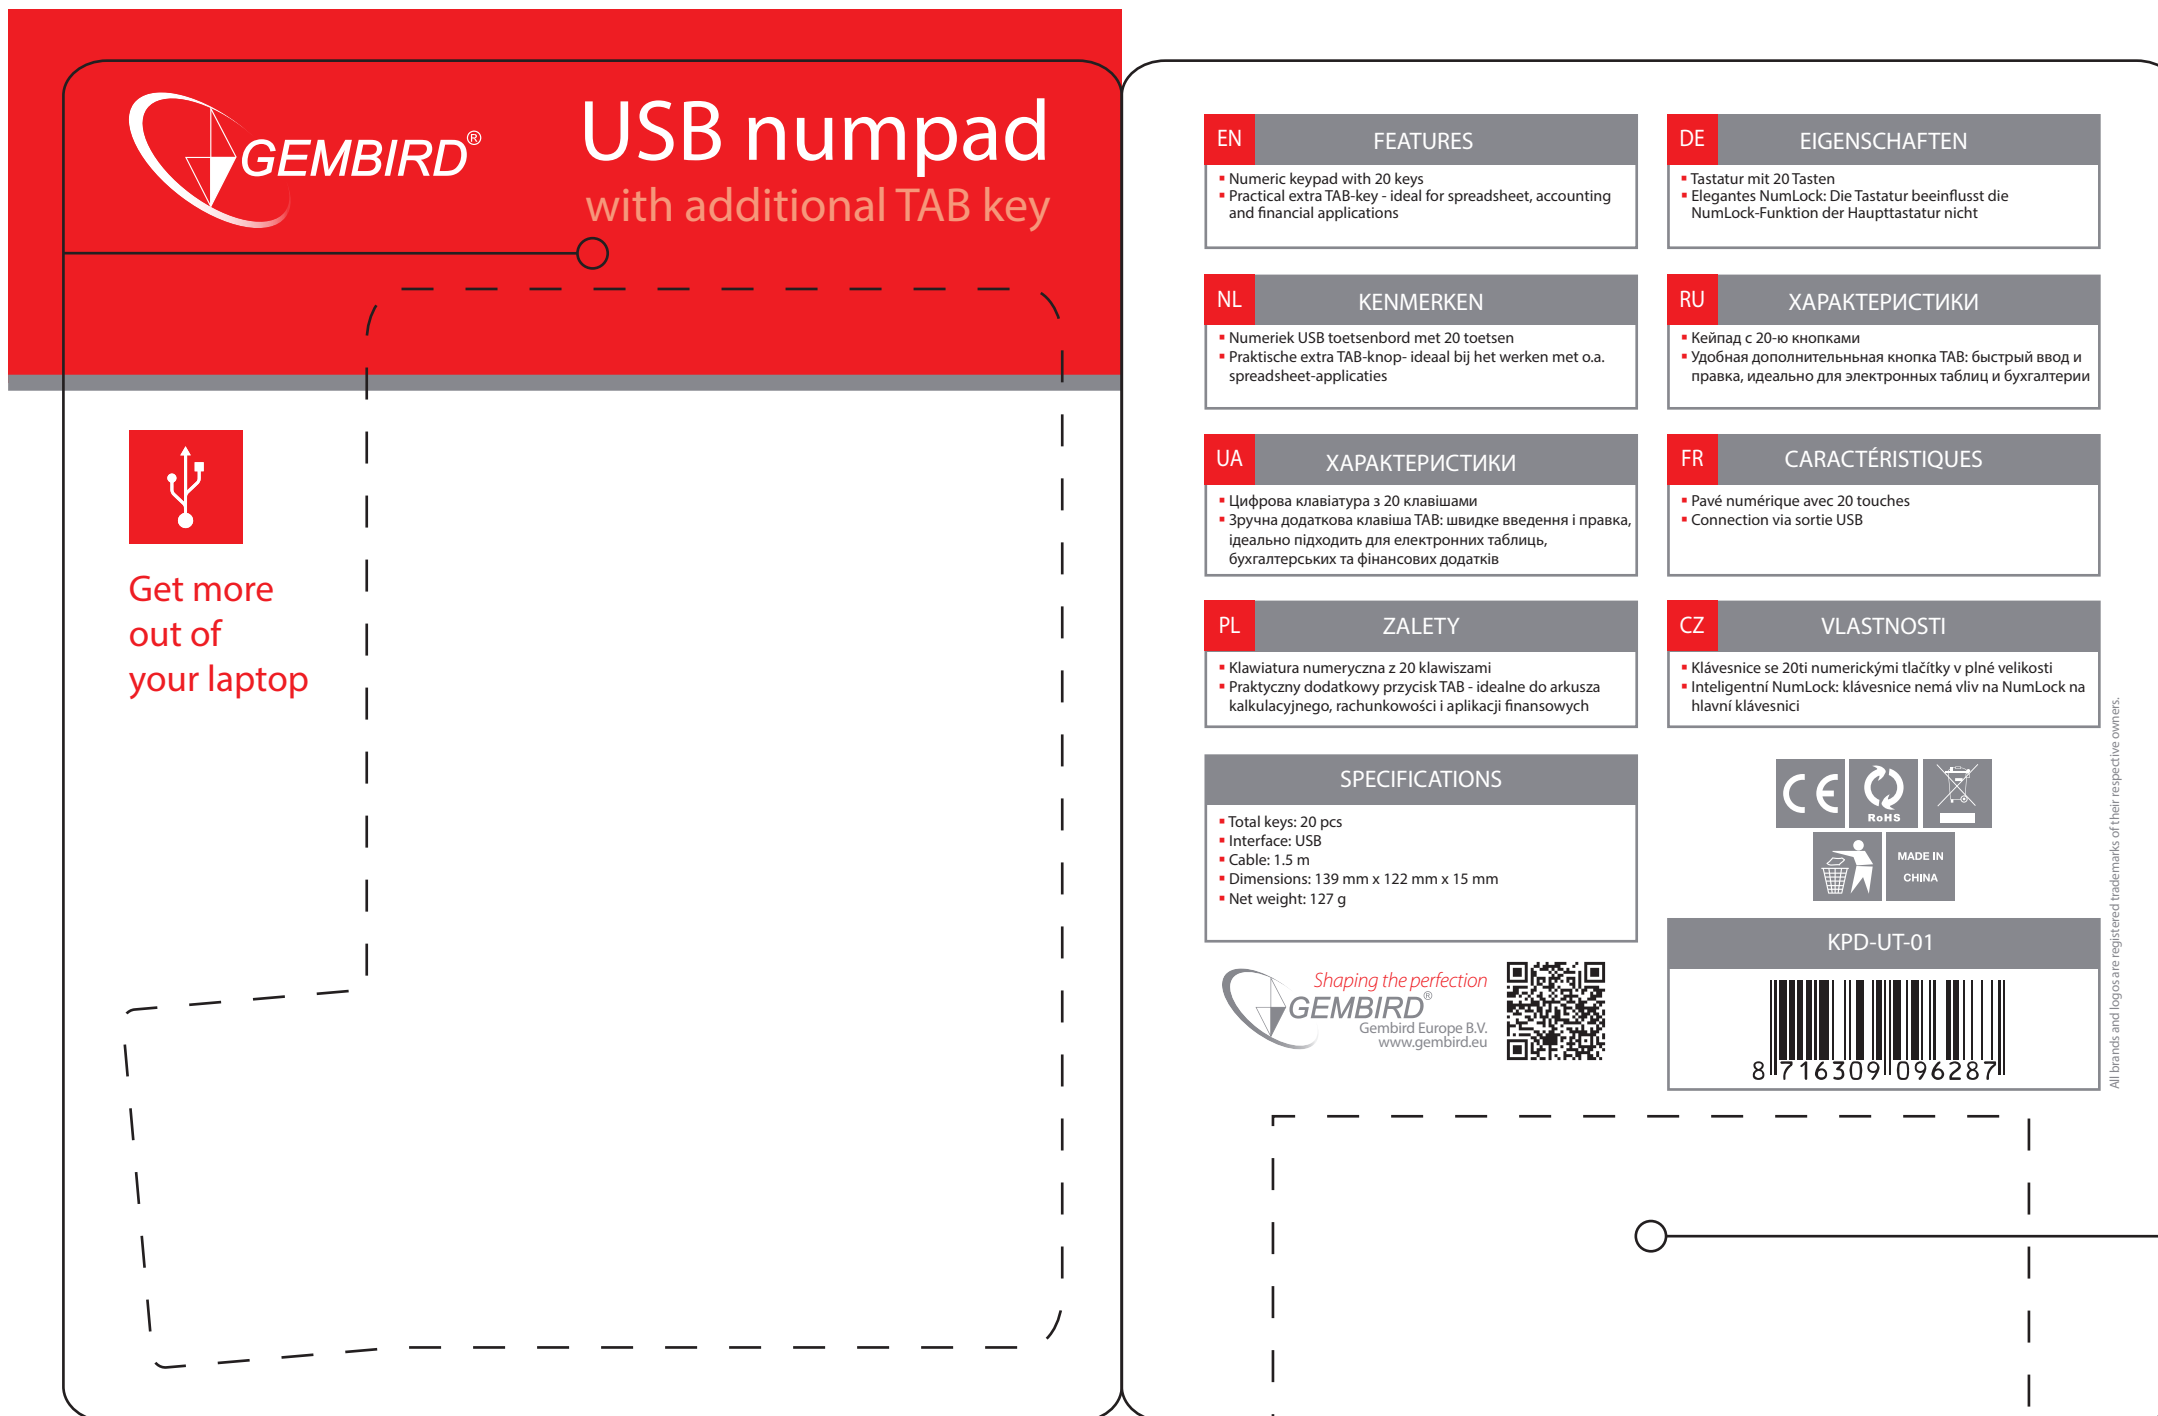 GEMBIRD®
USB numpad
with additional TAB key
Get more
out of
your laptop
EN FEATURES
Numeric keypad with 20 keys
Practical extra TAB-key - ideal for spreadsheet, accounting
and financial applications
DE EIGENSCHAFTEN
Tastatur mit 20 Tasten
Elegantes NumLock: Die Tastatur beeinflusst die
NumLock-Funktion der Haupttastatur nicht
NL KENMERKEN
Numeriek USB toetsenbord met 20 toetsen
Praktische extra TAB-knop- ideaal bij het werken met o.a.
spreadsheet-applicaties
RU ХАРАКТЕРИСТИКИ
Кейпад с 20-ю кнопками
Удобная дополнительньная кнопка TAB: быстрый ввод и
правка, идеально для электронных таблиц и бухгалтерии
UA ХАРАКТЕРИСТИКИ
Цифрова клавіатура з 20 клавішами
Зручна додаткова клавіша TAB: швидке введення і правка,
ідеально підходить для електронних таблиць,
бухгалтерських та фінансових додатків
FR CARACTÉRISTIQUES
Pavé numérique avec 20 touches
Connection via sortie USB
PL ZALETY
Klawiatura numeryczna z 20 klawiszami
Praktyczny dodatkowy przycisk TAB - idealne do arkusza
kalkulacyjnego, rachunkowości i aplikacji finansowych
CZ VLASTNOSTI
Klávesnice se 20ti numerickými tlačítky v plné velikosti
Inteligentní NumLock: klávesnice nemá vliv na NumLock na
hlavní klávesnici
SPECIFICATIONS
Total keys: 20 pcs
Interface: USB
Cable: 1.5 m
Dimensions: 139 mm x 122 mm x 15 mm
Net weight: 127 g
CE
RoHS
MADE IN
CHINA
Shaping the perfection
GEMBIRD®
Gembird Europe B.V.
www.gembird.eu
KPD-UT-01
8 716309 096287
All brands and logos are registered trademarks of their respective owners.